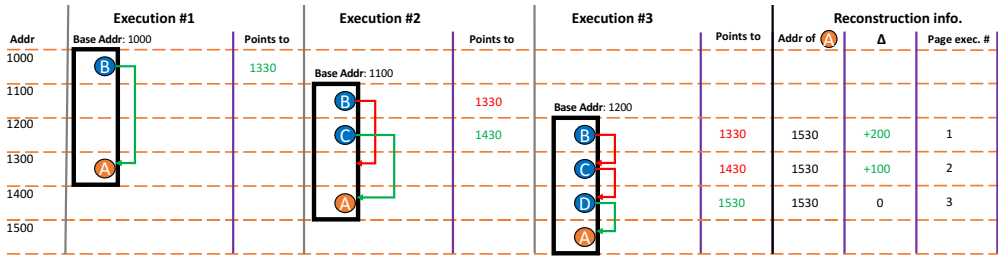 Execution #1 Execution #2 Execution #3 Reconstruction info.
Addr Base Addr: 1000 Points to Points to Points to Addr of A Δ Page exec. #
1000
B 1330
Base Addr: 1100
1100
B 1330
Base Addr: 1200
1200
C 1430 B 1330 1530 +200 1
1300
A C 1430 1530 +100 2
1400
A D 1530 1530 0 3
1500
A